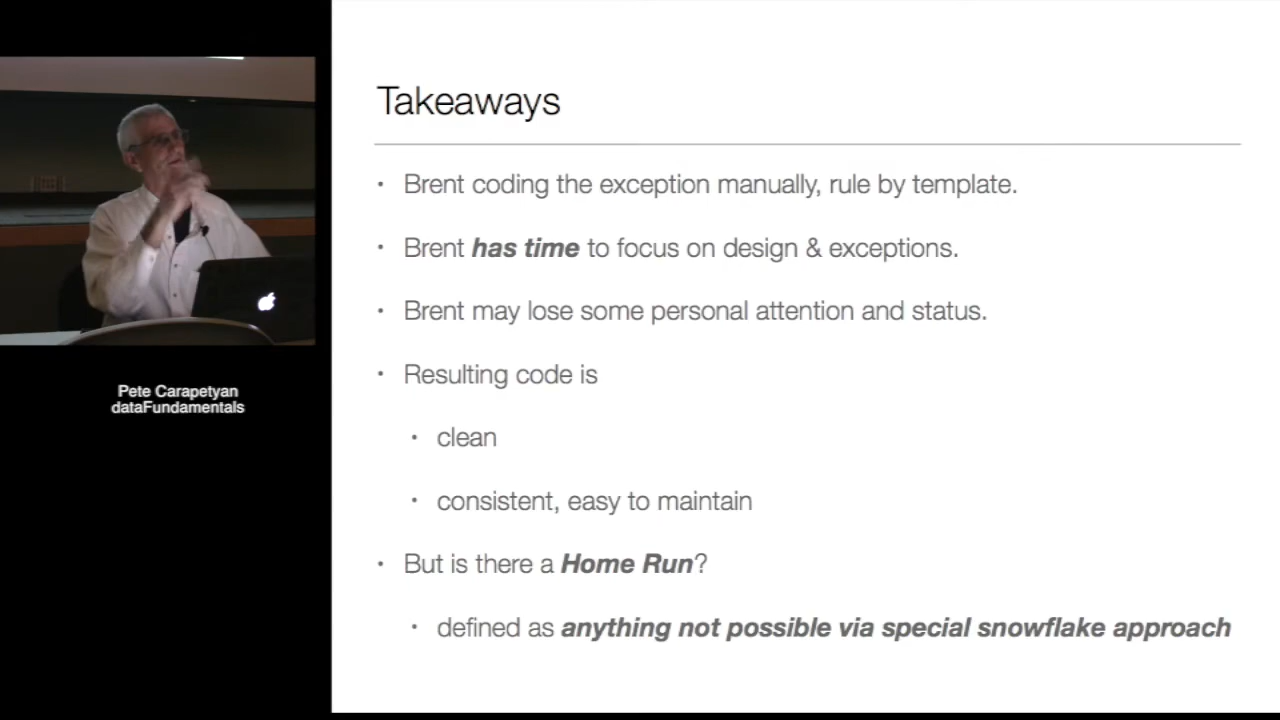 Takeaways
• Brent coding the exception manually, rule by template.
• Brent has time to focus on design & exceptions.
• Brent may lose some personal attention and status.
• Resulting code is
• clean
• consistent, easy to maintain
• But is there a Home Run?
• defined as anything not possible via special snowflake approach
Pete Carapetyan
dataFundamentals